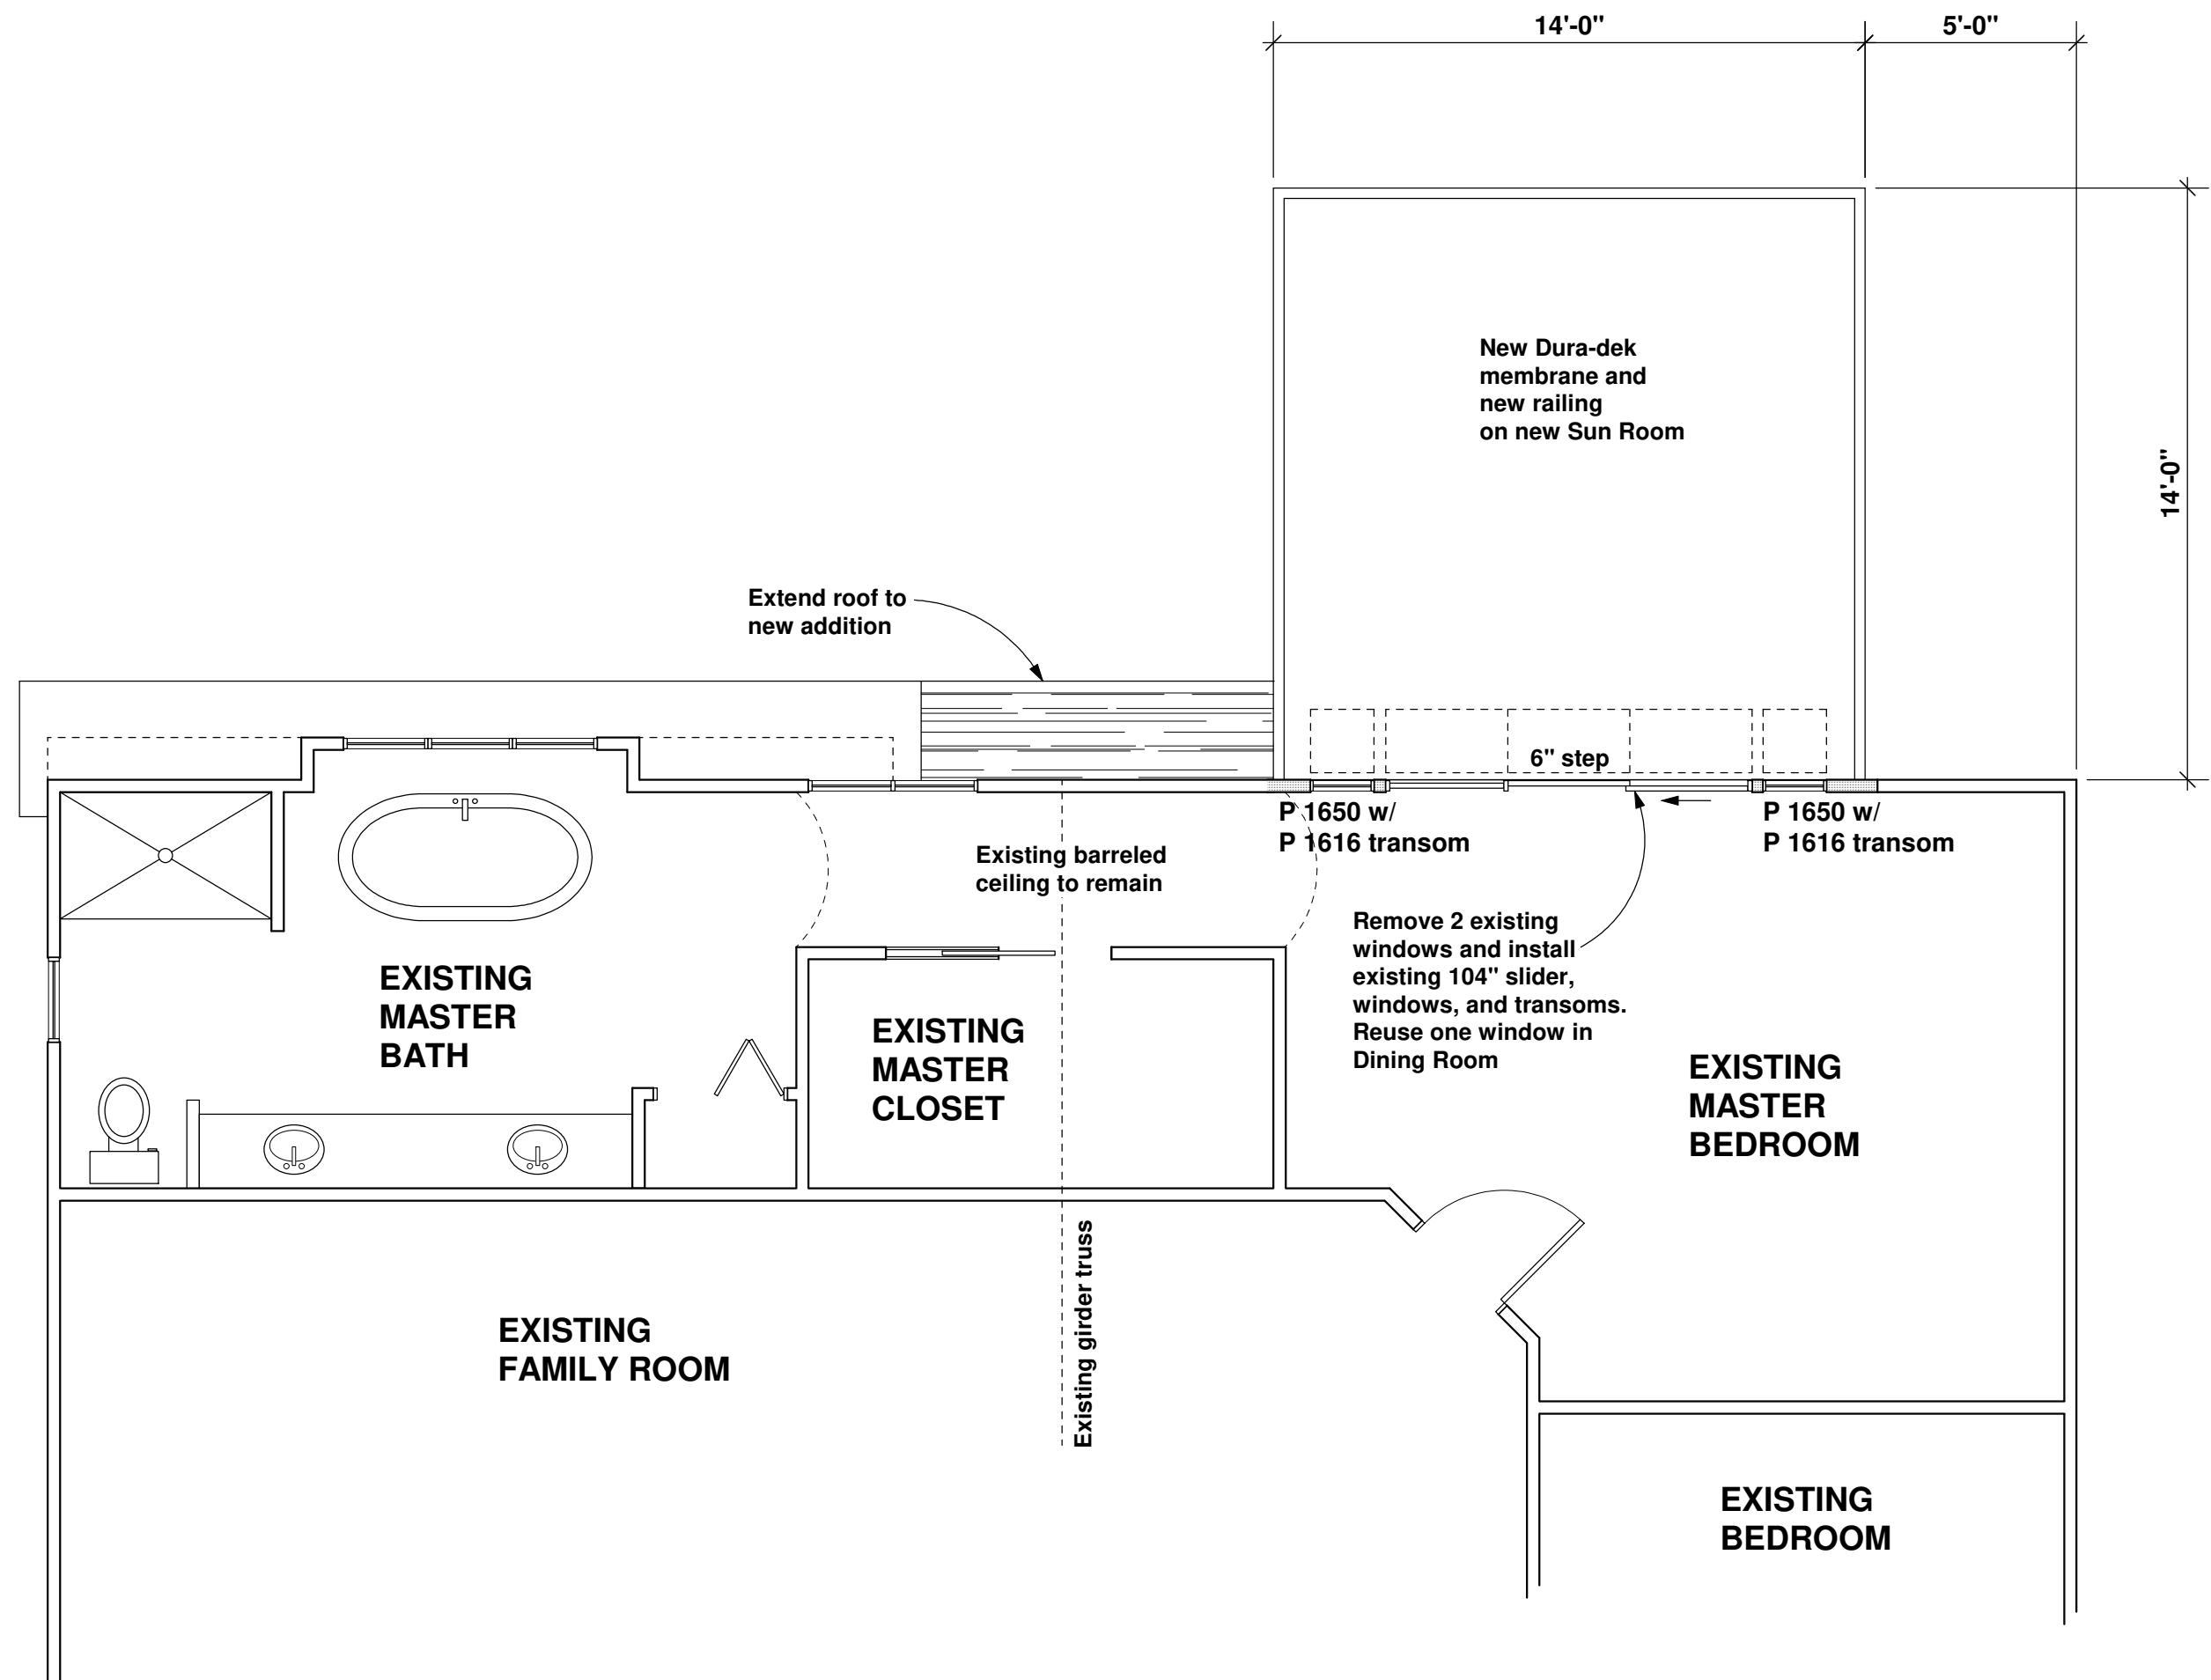 14'-0"
5'-0"
14'-0"
New Dura-dek
membrane and
new railing
on new Sun Room
Extend roof to
new addition
6" step
P 1650 w/
P 1616 transom
P 1650 w/
P 1616 transom
Existing barreled
ceiling to remain
Remove 2 existing
windows and install
existing 104" slider,
windows, and transoms.
Reuse one window in
Dining Room
EXISTING
MASTER
BATH
EXISTING
MASTER
CLOSET
EXISTING
MASTER
BEDROOM
Existing girder truss
EXISTING
FAMILY ROOM
EXISTING
BEDROOM